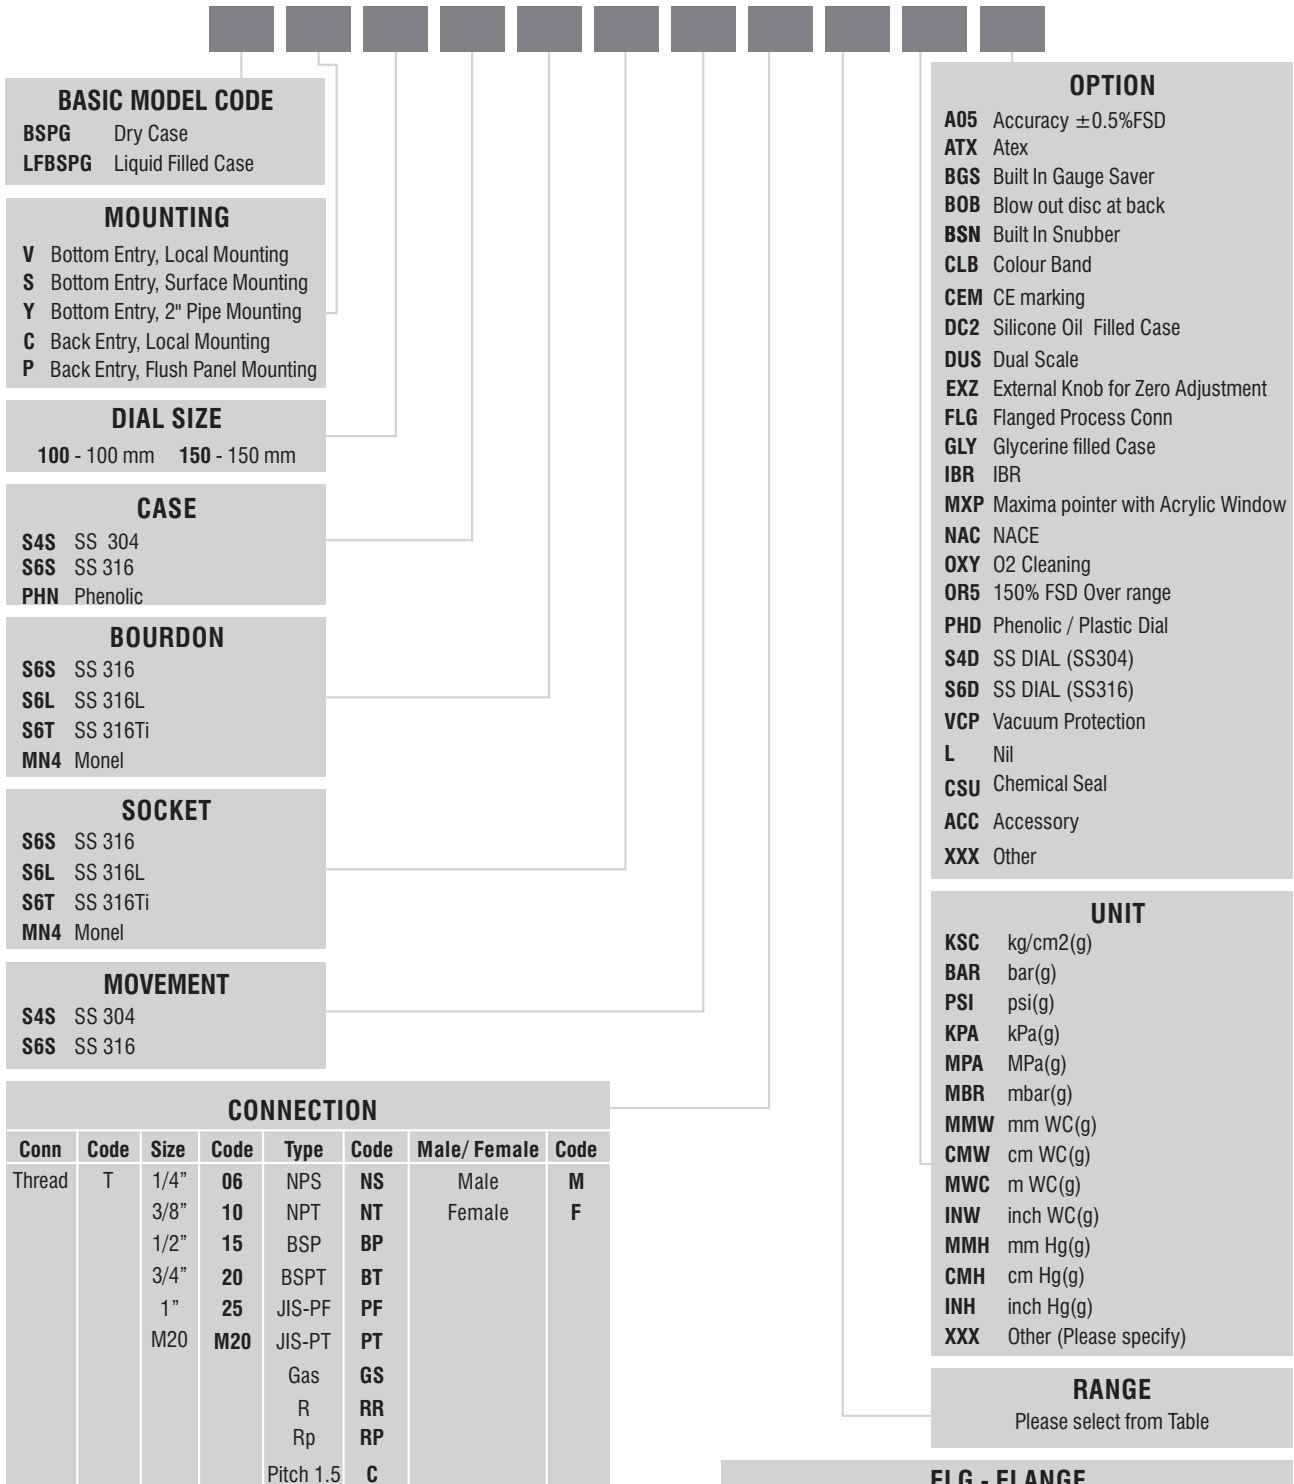 BASIC MODEL CODE
BSPG Dry Case
LFBSPG Liquid Filled Case
MOUNTING
V Bottom Entry, Local Mounting
S Bottom Entry, Surface Mounting
Y Bottom Entry, 2" Pipe Mounting
C Back Entry, Local Mounting
P Back Entry, Flush Panel Mounting
DIAL SIZE
100 - 100 mm 150 - 150 mm
CASE
S4S SS 304
S6S SS 316
PHN Phenolic
BOURDON
S6S SS 316
S6L SS 316L
S6T SS 316Ti
MN4 Monel
SOCKET
S6S SS 316
S6L SS 316L
S6T SS 316Ti
MN4 Monel
MOVEMENT
S4S SS 304
S6S SS 316
CONNECTION
Conn Code Size Code Type Code Male/ Female Code
Thread T 1/4” 06 NPS NS Male M
3/8” 10 NPT NT Female F
1/2” 15 BSP BP
3/4” 20 BSPT BT
1” 25 JIS-PF PF
M20 M20 JIS-PT PT
Gas GS
R RR
Rp RP
Pitch 1.5 C
OPTION
A05 Accuracy ±0.5%FSD
ATX Atex
BGS Built In Gauge Saver
BOB Blow out disc at back
BSN Built In Snubber
CLB Colour Band
CEM CE marking
DC2 Silicone Oil Filled Case
DUS Dual Scale
EXZ External Knob for Zero Adjustment
FLG Flanged Process Conn
GLY Glycerine filled Case
IBR IBR
MXP Maxima pointer with Acrylic Window
NAC NACE
OXY O2 Cleaning
OR5 150% FSD Over range
PHD Phenolic / Plastic Dial
S4D SS DIAL (SS304)
S6D SS DIAL (SS316)
VCP Vacuum Protection
L Nil
CSU Chemical Seal
ACC Accessory
XXX Other
UNIT
KSC kg/cm2(g)
BAR bar(g)
PSI psi(g)
KPA kPa(g)
MPA MPa(g)
MBR mbar(g)
MMW mm WC(g)
CMW cm WC(g)
MWC m WC(g)
INW inch WC(g)
MMH mm Hg(g)
CMH cm Hg(g)
INH inch Hg(g)
XXX Other (Please specify)
RANGE
Please select from Table
FLG - FLANGE